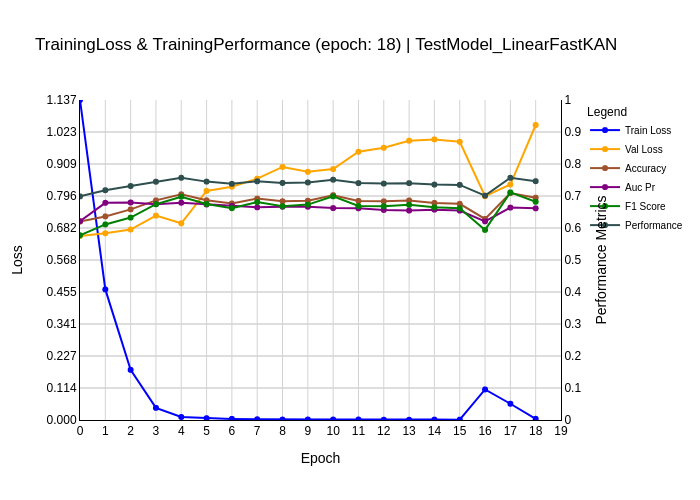 TrainingLoss & TrainingPerformance (epoch: 18) | TestModel_LinearFastKAN
1.137
1.023
0.909
0.796
0.682
0.568
0.455
0.341
0.227
0.114
0.000
Loss
0 1 2 3 4 5 6 7 8 9 10 11 12 13 14 15 16 17 18 19
Epoch
1
0.9
0.8
0.7
0.6
0.5
0.4
0.3
0.2
0.1
0
Performance Metrics
Legend
Train Loss
Val Loss
Accuracy
Auc Pr
F1 Score
Performance